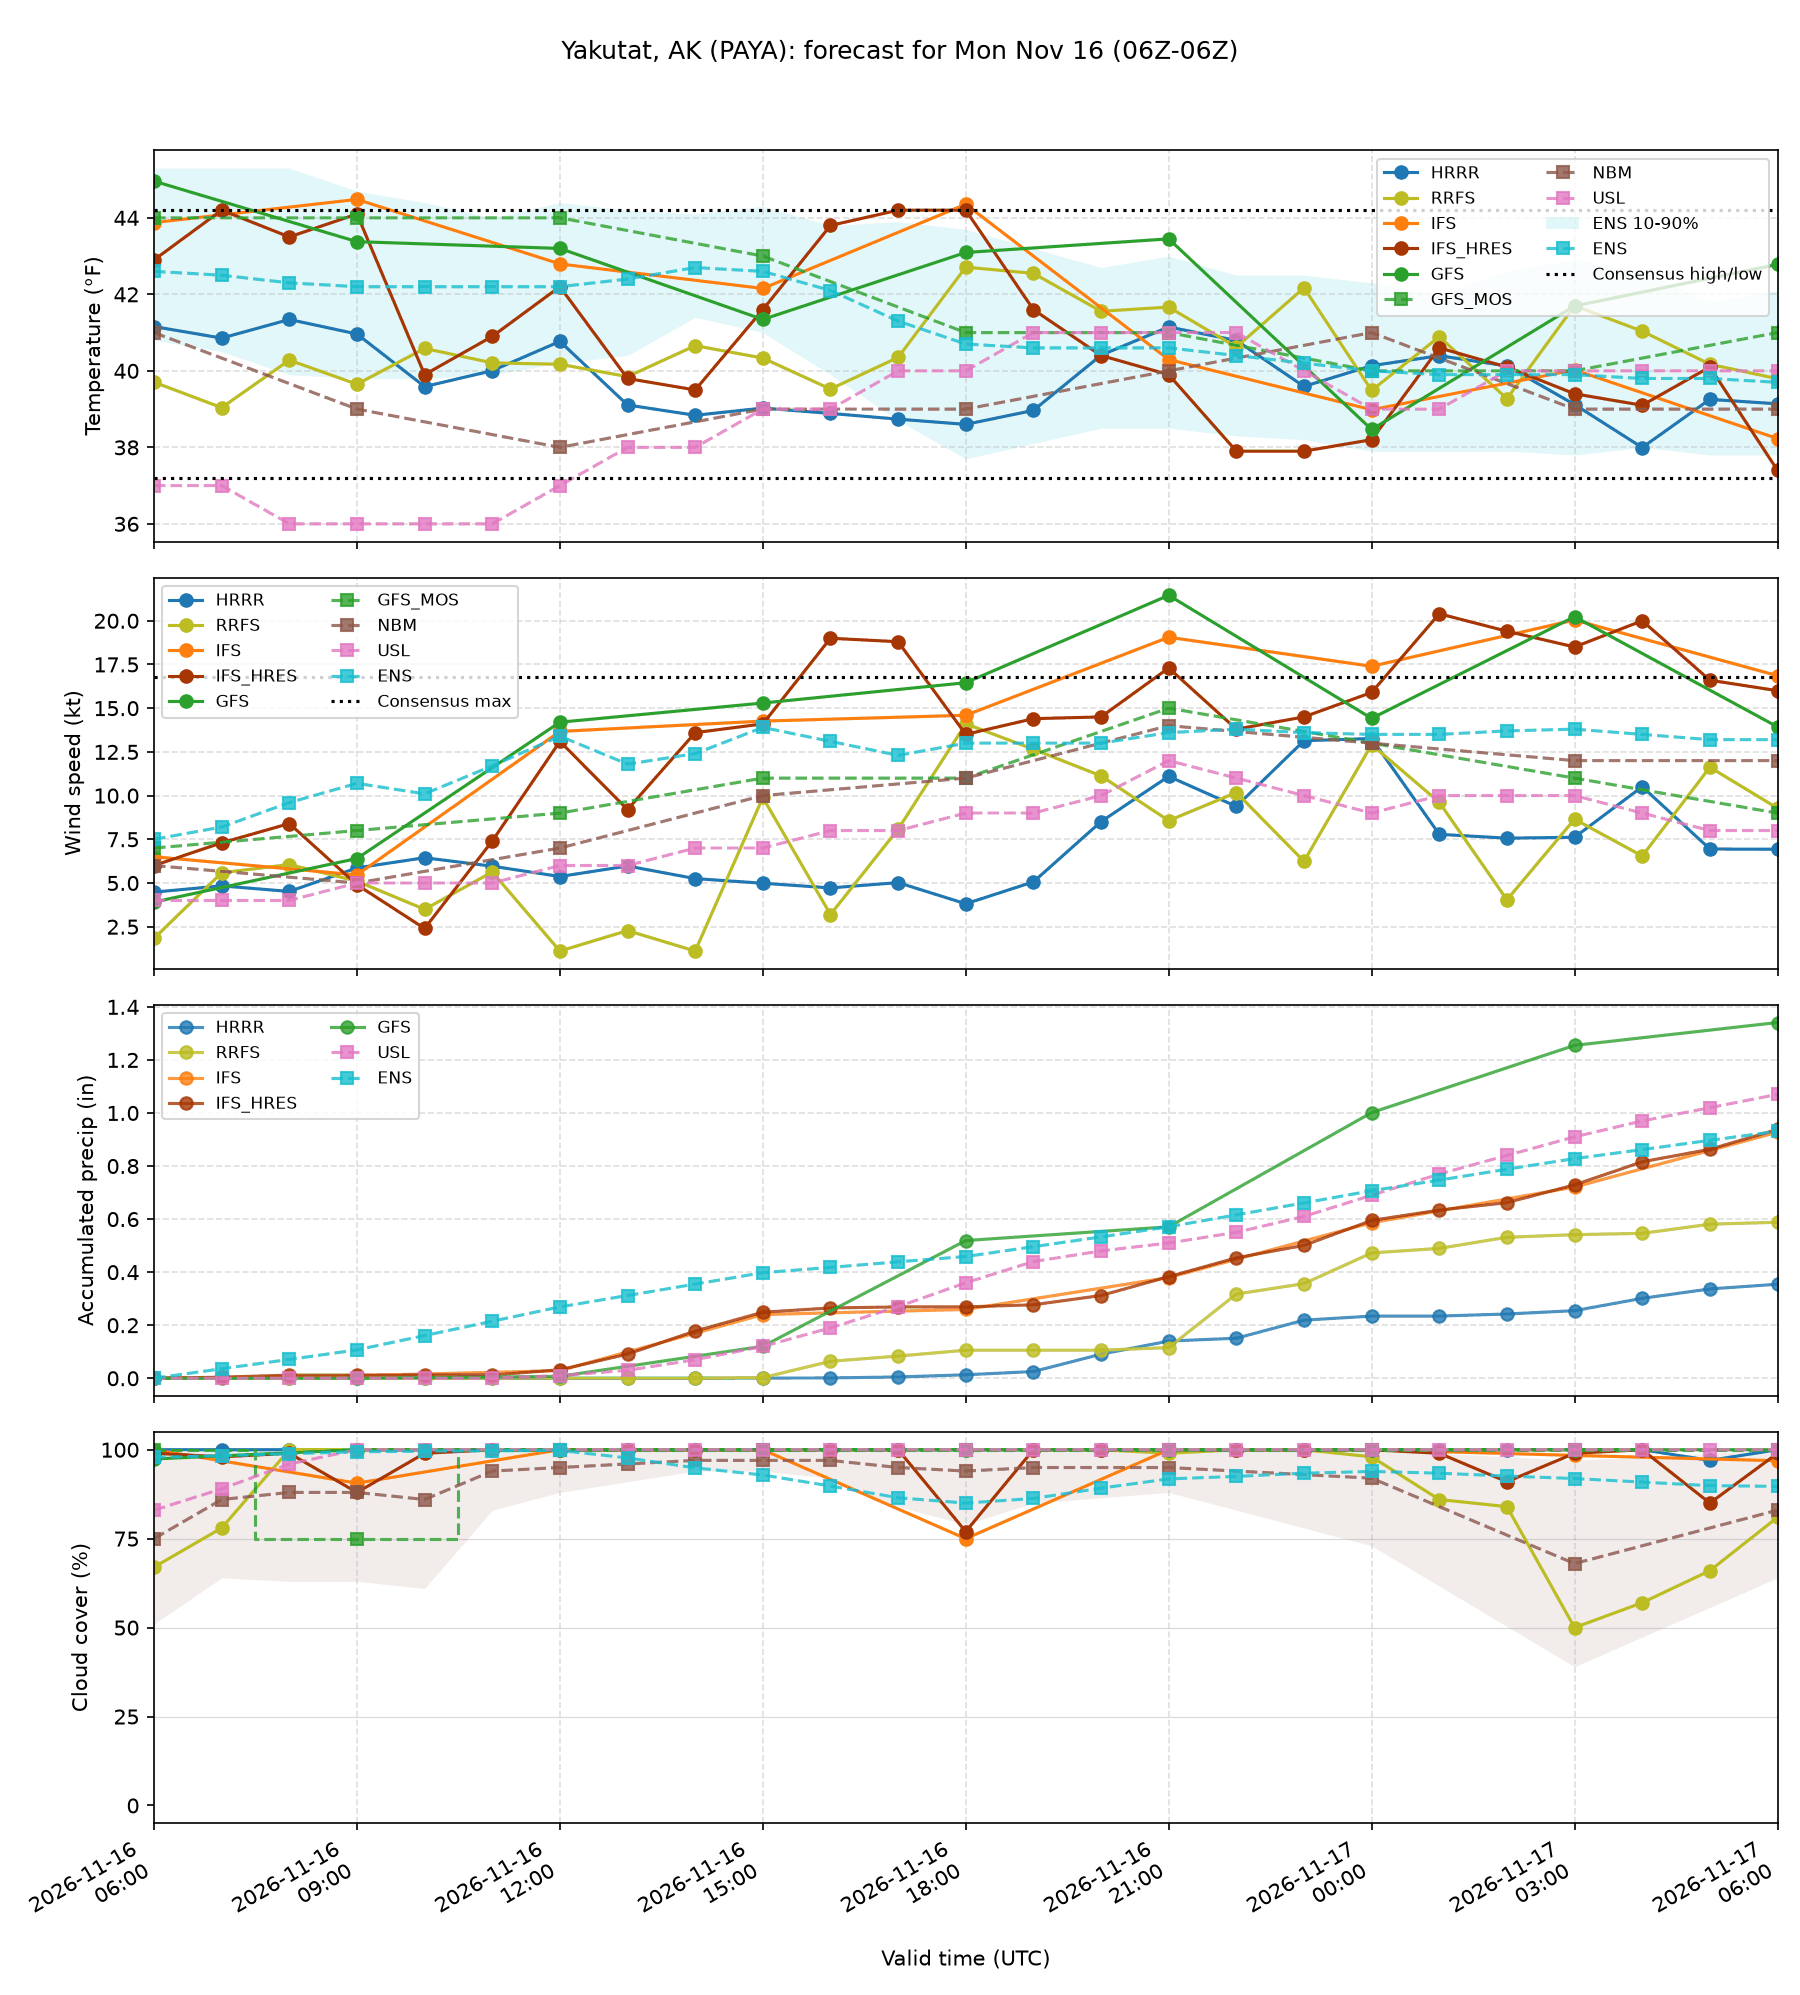 Yakutat, AK (PAYA): forecast for Mon Nov 16 (06Z-06Z)
Temperature (°F)
44
42
40
38
36
HRRR
RRFS
IFS
IFS_HRES
GFS
GFS_MOS
NBM
USL
ENS 10-90%
ENS
Consensus high/low
Wind speed (kt)
20.0
17.5
15.0
12.5
10.0
7.5
5.0
2.5
HRRR
RRFS
IFS
IFS_HRES
GFS
GFS_MOS
NBM
USL
ENS
Consensus max
Accumulated precip (in)
1.4
1.2
1.0
0.8
0.6
0.4
0.2
0.0
HRRR
RRFS
IFS
IFS_HRES
GFS
USL
ENS
Cloud cover (%)
100
75
50
25
0
2026-11-16
06:00
2026-11-16
09:00
2026-11-16
12:00
2026-11-16
15:00
2026-11-16
18:00
2026-11-16
21:00
2026-11-17
00:00
2026-11-17
03:00
2026-11-17
06:00
Valid time (UTC)